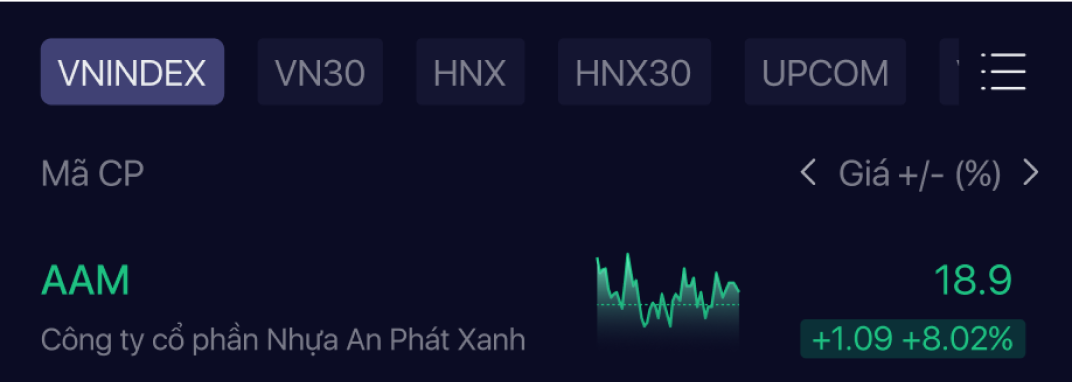 VNINDEX VN30 HNX HNX30 UPCOM
Mã CP < Giá +/- (%) >
AAM 18.9
Công ty cổ phần Nhựa An Phát Xanh +1.09 +8.02%